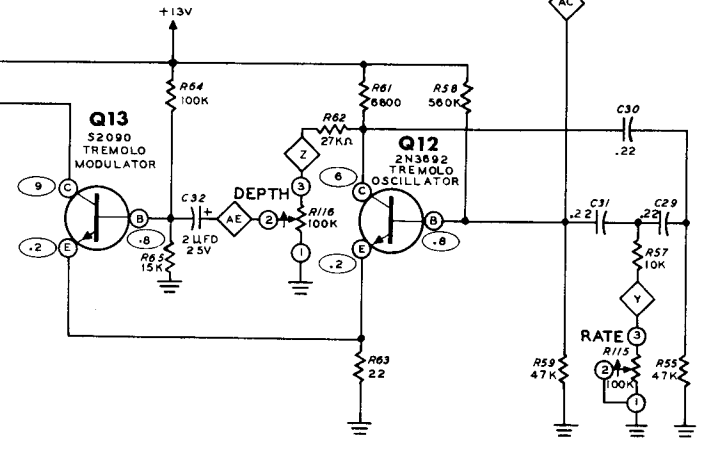 AC
+13V
R64
100K
R61
6800
R58
560K
Q13
S2090
TREMOLO
MODULATOR
R62
27KΩ
Q12
2N3692
TREMOLO
OSCILLATOR
C30
.22
Z
9
C
C32
+
2 UFD
25V
DEPTH
AE
2
3
R116
100K
1
6
C
B
.8
E
.2
R65
15K
B
.8
E
.2
.22
C31
.22
C29
R57
10K
Y
RATE
3
R115
2
100K
1
R63
22
R59
47K
R55
47K